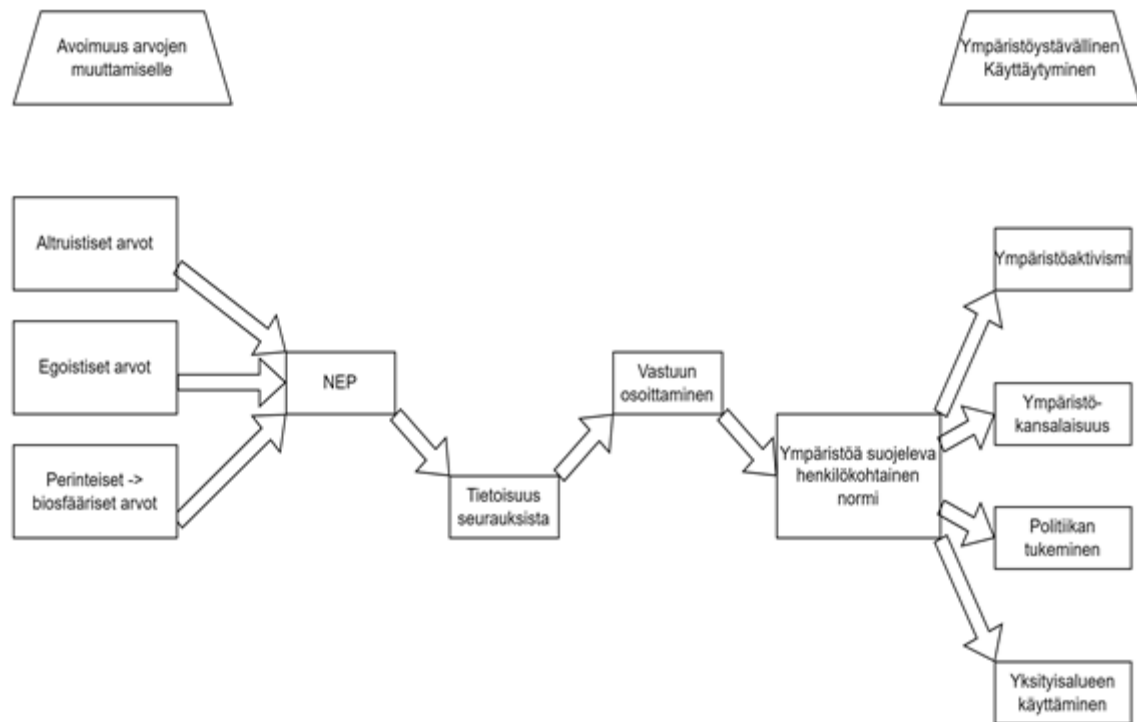 Avoimuus arvojen
muuttamiselle
Ympäristöystävällinen
Käyttäytyminen
Altruistiset arvot
Egoistiset arvot
Perinteiset ->
biosfääriset arvot
NEP
Tietoisuus
seurauksista
Vastuun
osoittaminen
Ympäristöä suojeleva
henkilökohtainen
normi
Ympäristöaktivismi
Ympäristö-
kansalaisuus
Politiikan
tukeminen
Yksityisalueen
käyttäminen